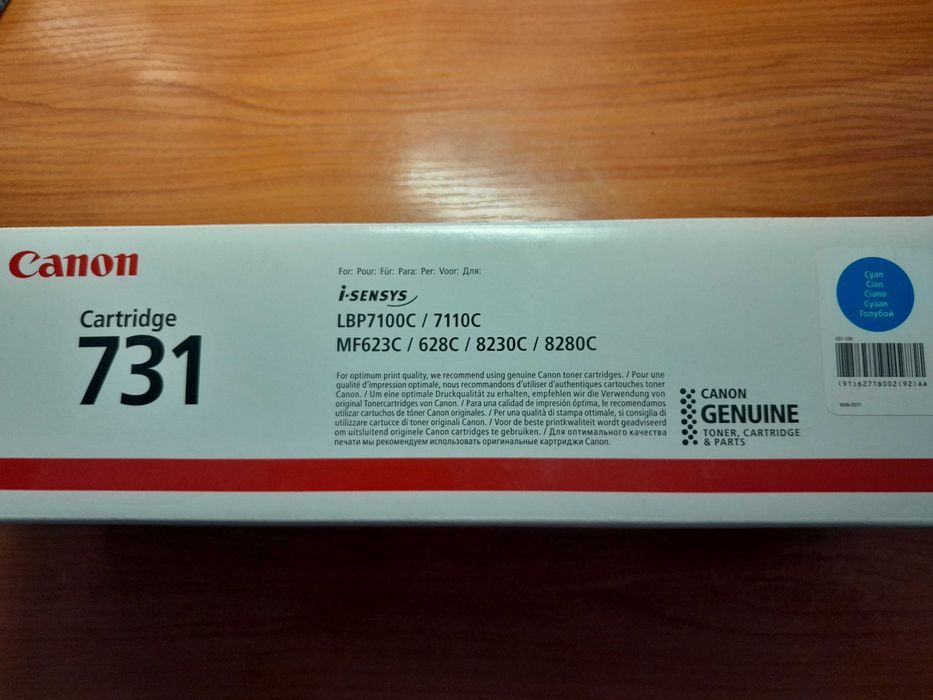 Canon
Cartridge
731
For: Pour: Für: Para: Per: Voor: Для:
i-SENSYS
LBP7100C / 7110C
MF623C / 628C / 8230C / 8280C
For optimum print quality, we recommend using genuine Canon toner cartridges. / Pour une
qualité d'impression optimale, nous recommandons d'utiliser d'authentiques cartouches toner
Canon. / Um eine optimale Druckqualität zu erhalten, empfehlen wir die Verwendung von
original Tonercartridges von Canon. / Para una calidad de impresión óptima, le recomendamos
utilizar cartuchos de tóner Canon originales. / Per una qualità di stampa ottimale, si consiglia di
utilizzare cartucce di toner originali Canon. / Voor de beste printkwaliteit wordt geadviseerd
om uitsluitend originele Canon cartridges te gebruiken. / Для оптимального качества
печати мы рекомендуем использовать оригинальные картриджи Canon.
CANON
GENUINE
TONER, CARTRIDGE
& PARTS
Cyan
Cian
Ciano
Cyaan
Голубой
(91)62718002(92)AA